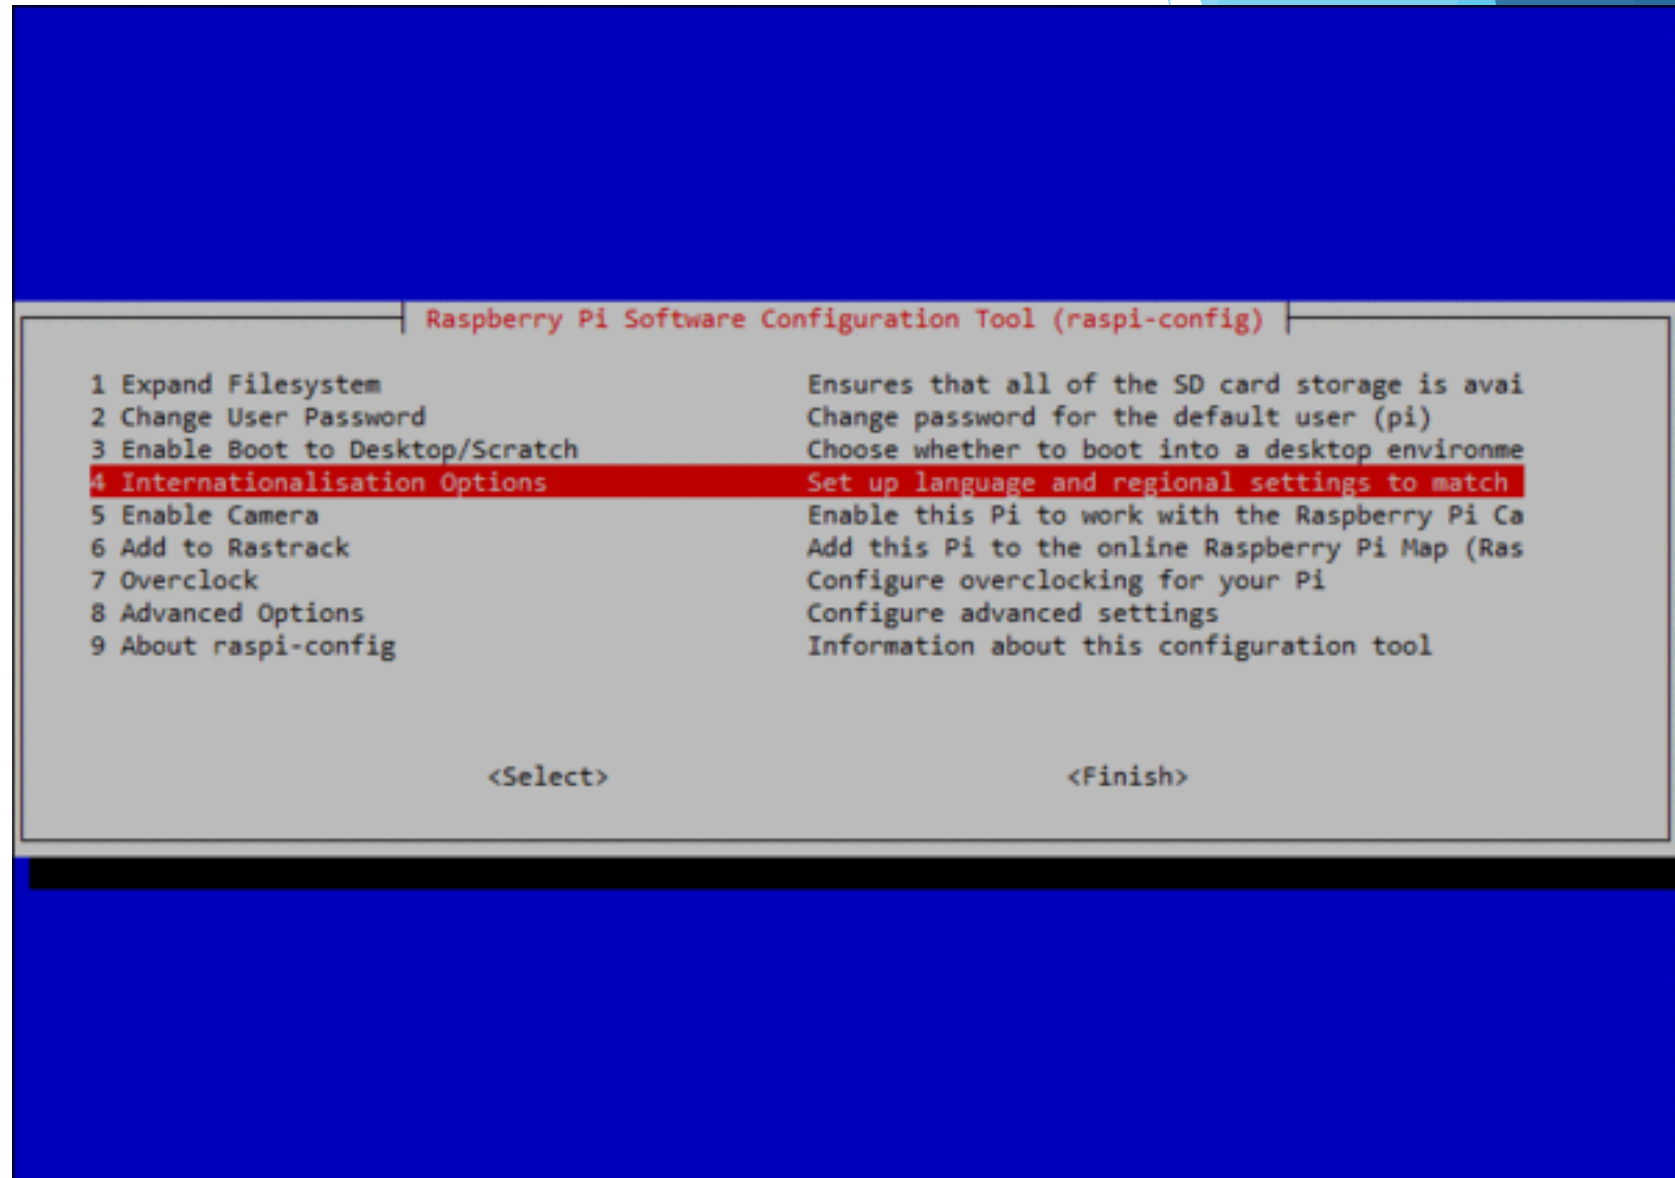 Raspberry Pi Software Configuration Tool (raspi-config)
1 Expand Filesystem Ensures that all of the SD card storage is avai
2 Change User Password Change password for the default user (pi)
3 Enable Boot to Desktop/Scratch Choose whether to boot into a desktop environme
4 Internationalisation Options Set up language and regional settings to match
5 Enable Camera Enable this Pi to work with the Raspberry Pi Ca
6 Add to Rastrack Add this Pi to the online Raspberry Pi Map (Ras
7 Overclock Configure overclocking for your Pi
8 Advanced Options Configure advanced settings
9 About raspi-config Information about this configuration tool
<Select> <Finish>